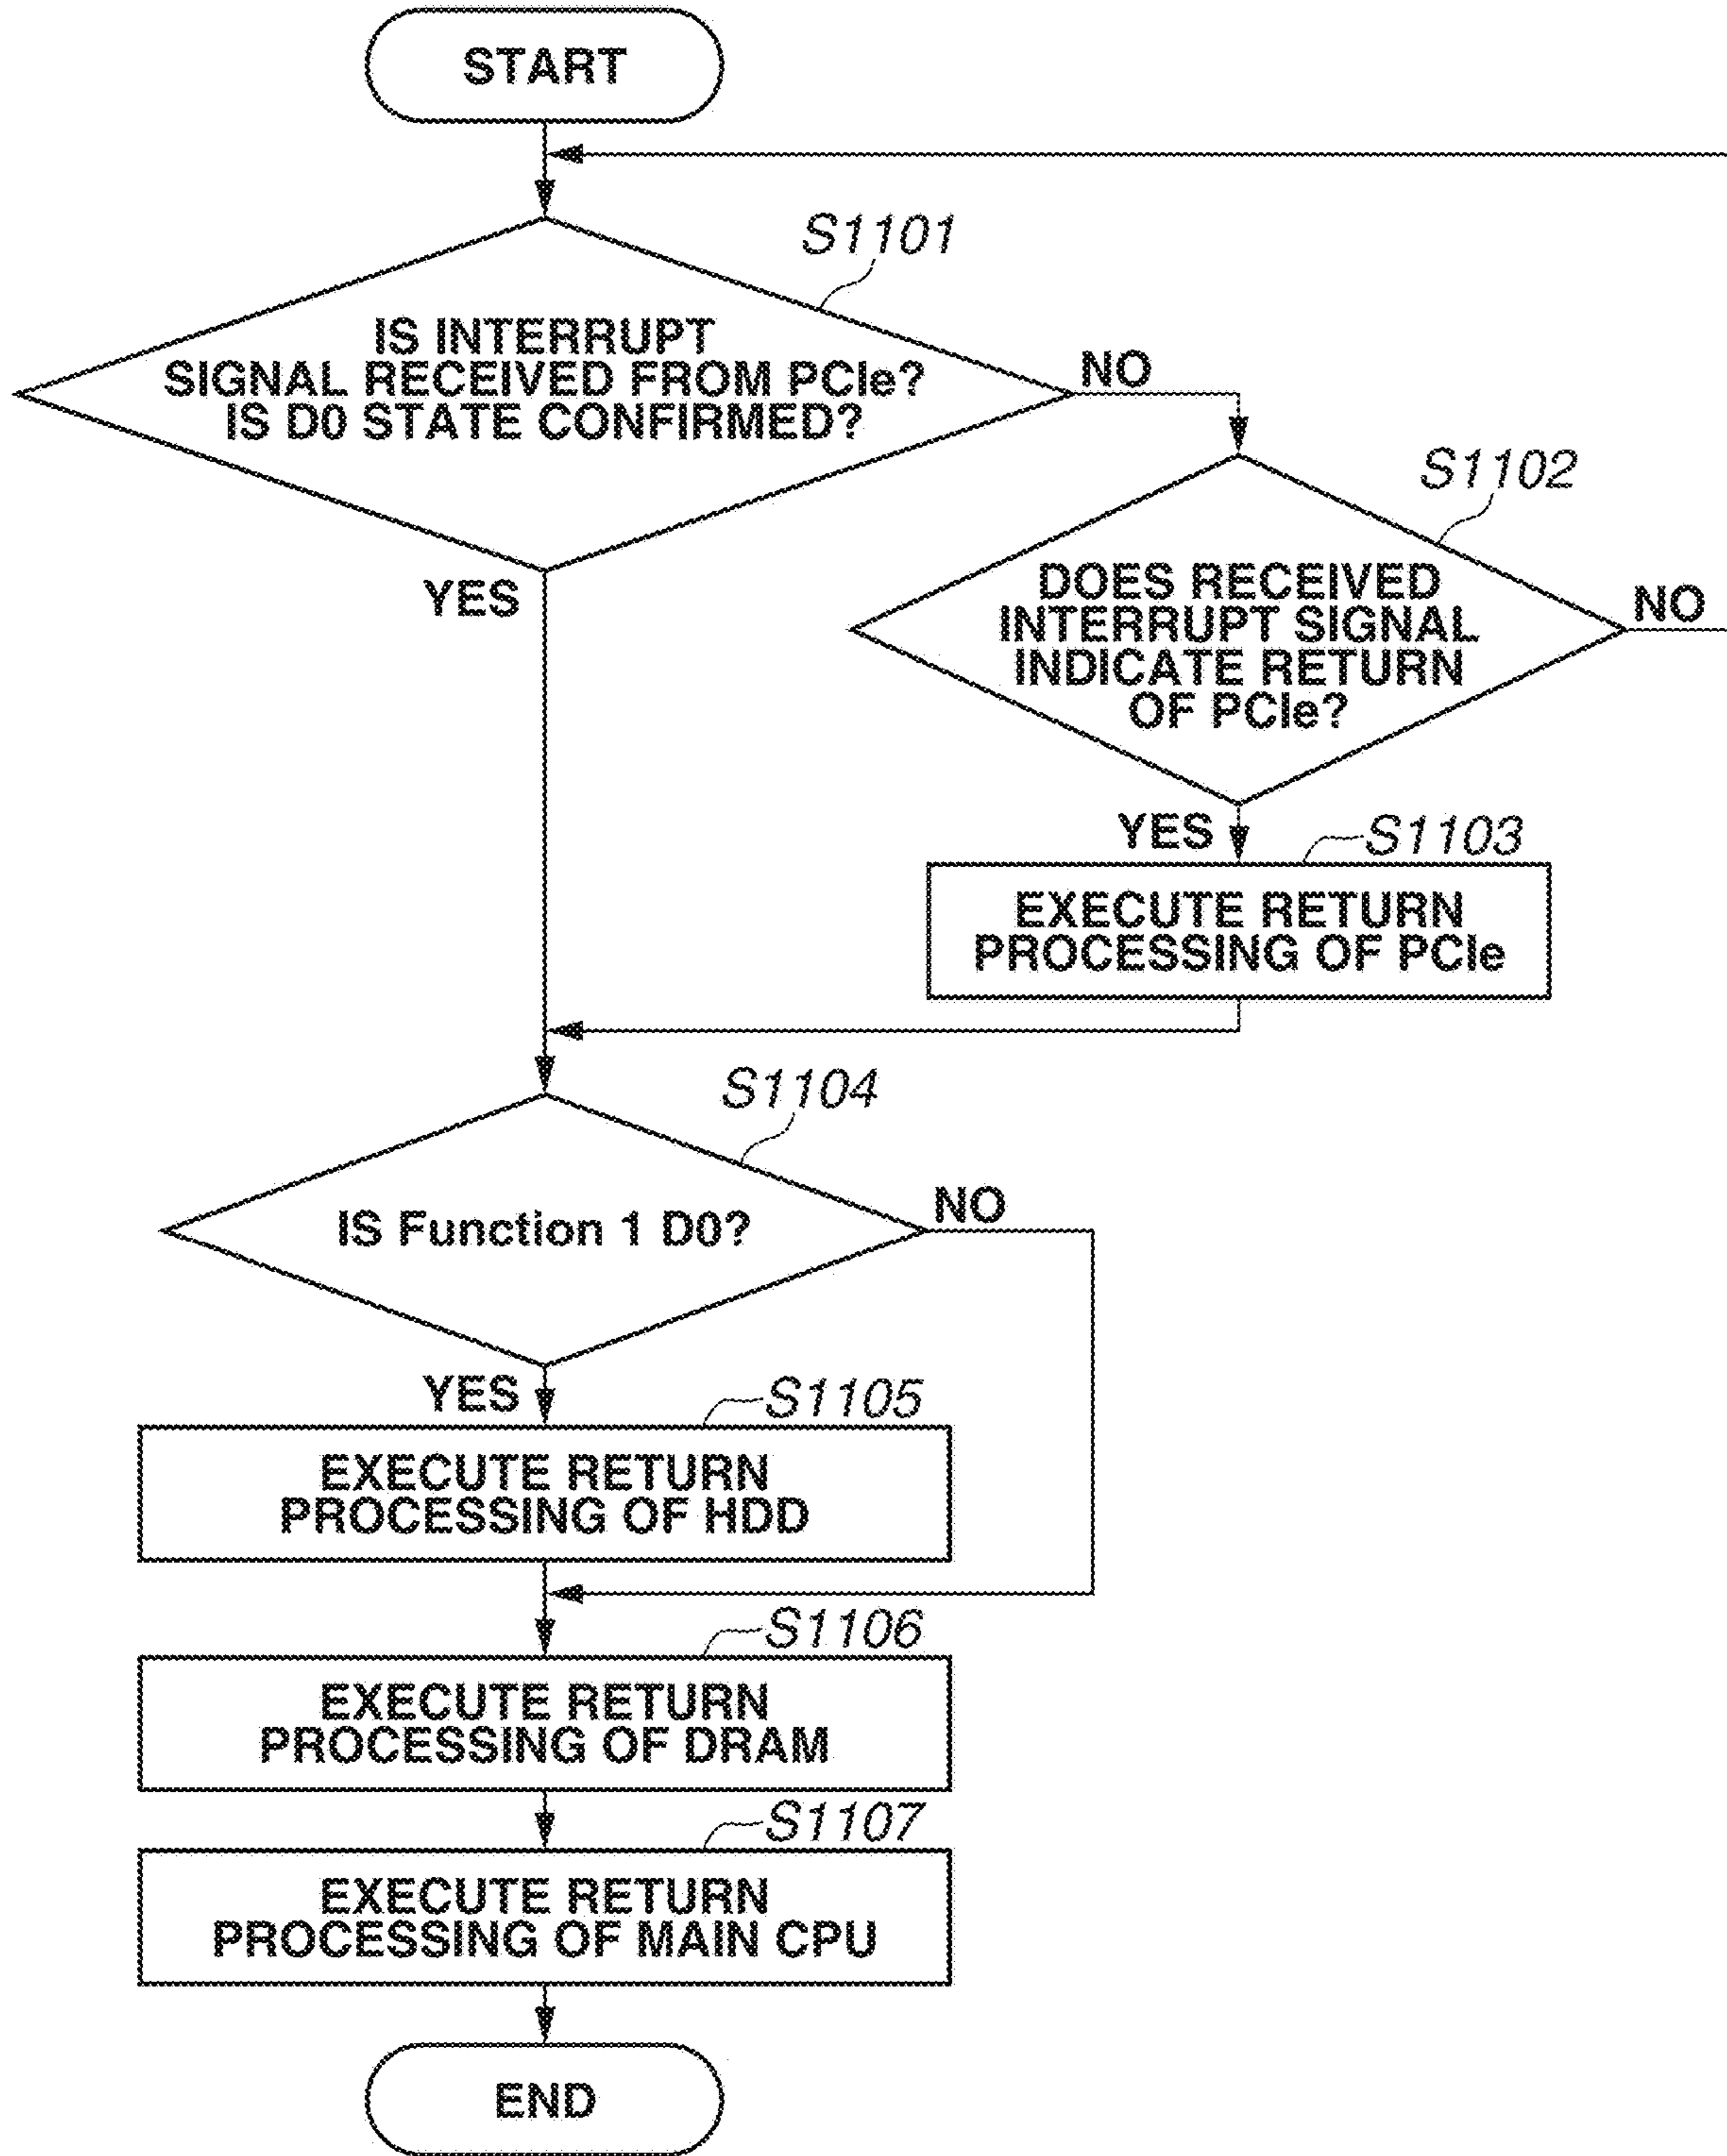 START
S1101
IS INTERRUPT
SIGNAL RECEIVED FROM PCIe?
IS D0 STATE CONFIRMED?
NO
YES
S1102
DOES RECEIVED
INTERRUPT SIGNAL
INDICATE RETURN
OF PCIe?
NO
YES
S1103
EXECUTE RETURN
PROCESSING OF PCIe
S1104
IS Function 1 D0?
NO
YES
S1105
EXECUTE RETURN
PROCESSING OF HDD
S1106
EXECUTE RETURN
PROCESSING OF DRAM
S1107
EXECUTE RETURN
PROCESSING OF MAIN CPU
END